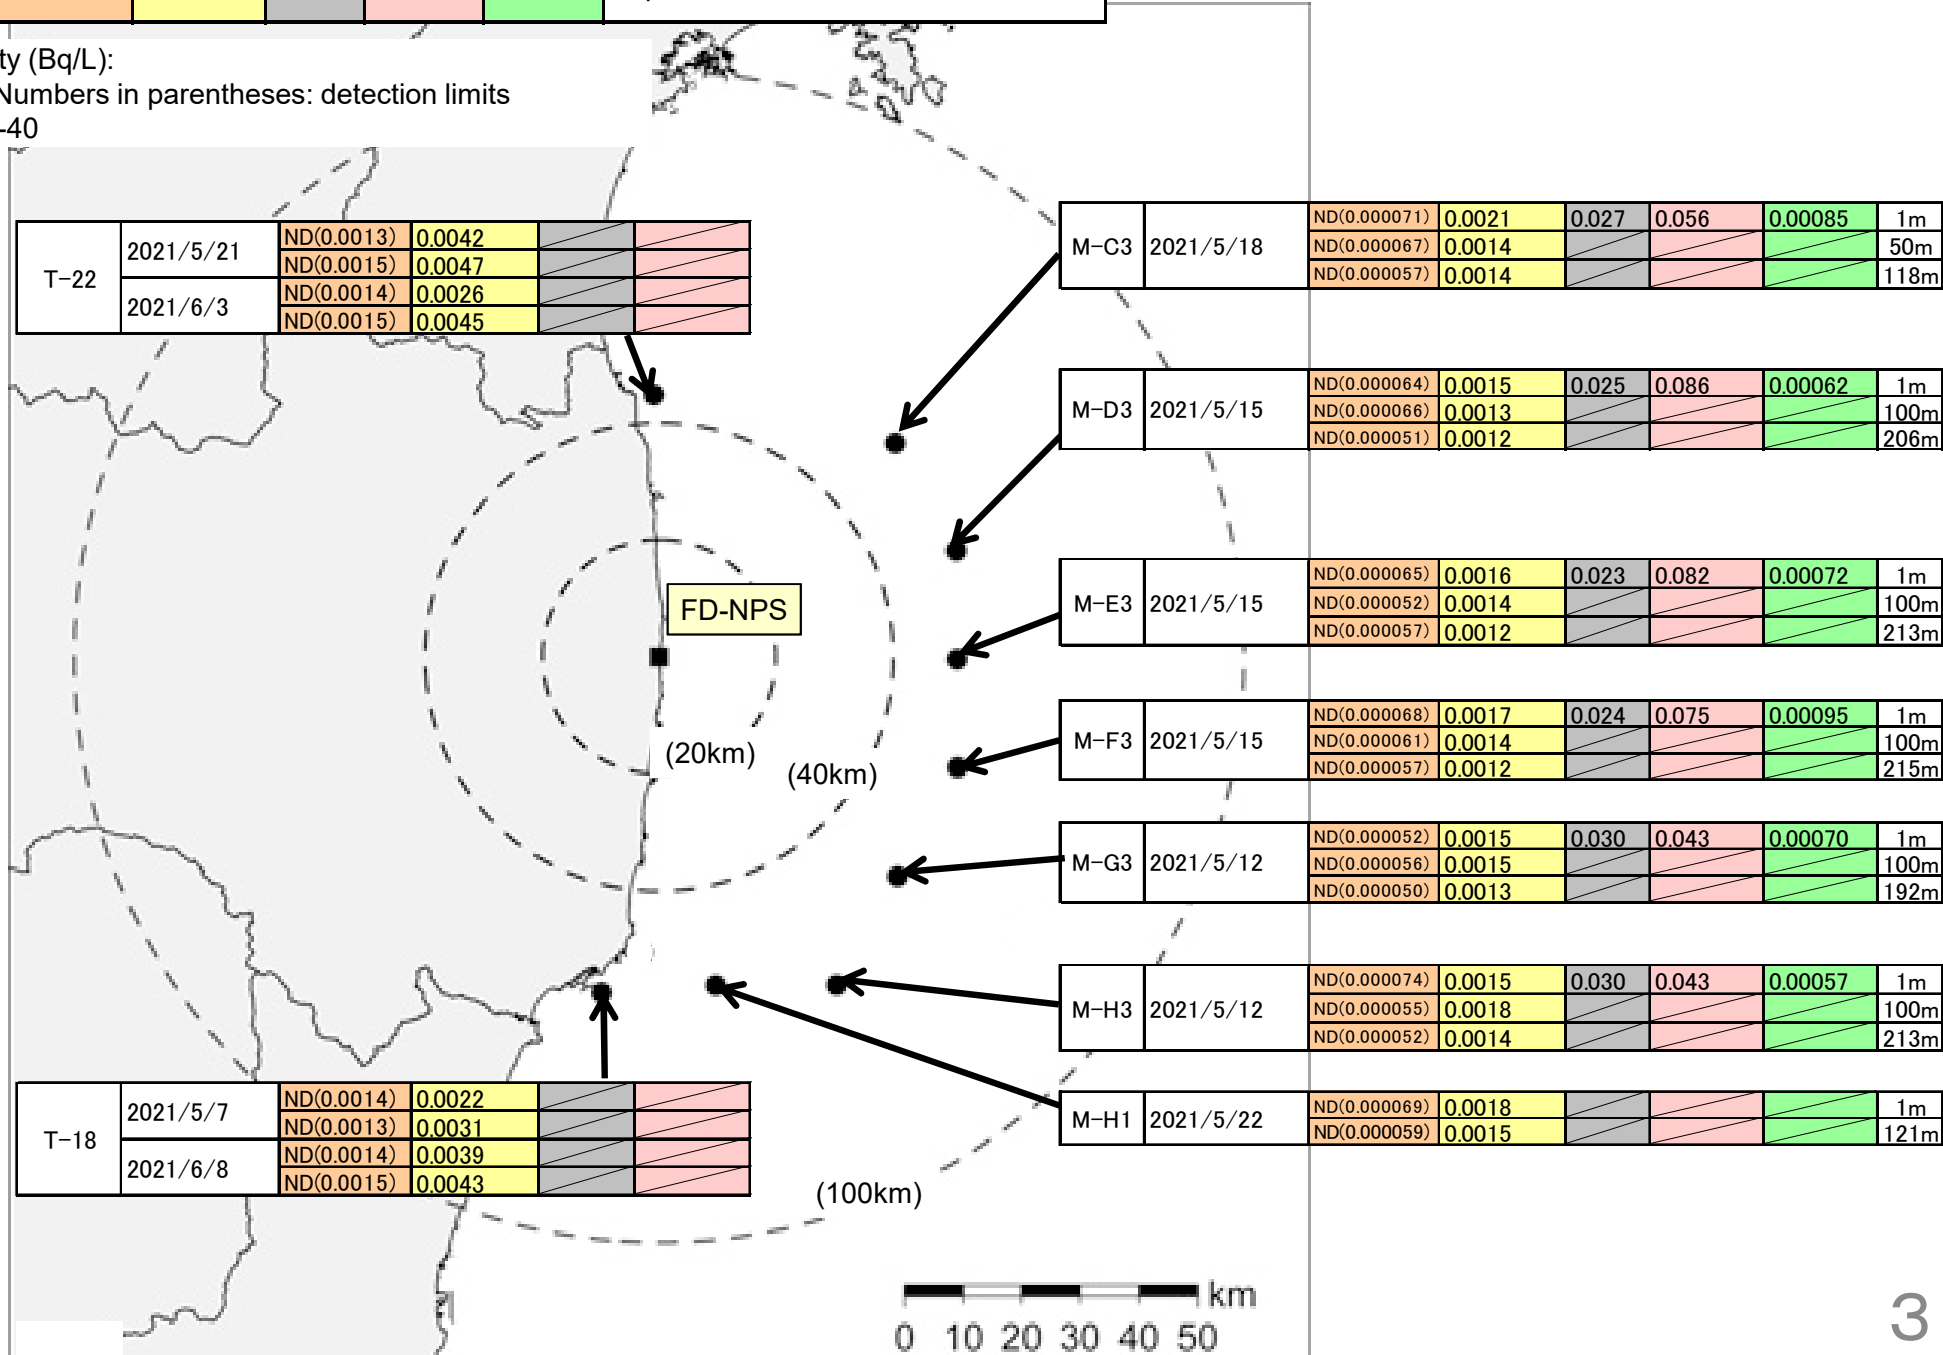 ty (Bq/L):
Numbers in parentheses: detection limits
-40
T-22 2021/5/21 ND(0.0013) 0.0042
ND(0.0015) 0.0047
2021/6/3 ND(0.0014) 0.0026
ND(0.0015) 0.0045
M-C3 2021/5/18 ND(0.000071) 0.0021 0.027 0.056 0.00085 1m
ND(0.000067) 0.0014 50m
ND(0.000057) 0.0014 118m
M-D3 2021/5/15 ND(0.000064) 0.0015 0.025 0.086 0.00062 1m
ND(0.000066) 0.0013 100m
ND(0.000051) 0.0012 206m
M-E3 2021/5/15 ND(0.000065) 0.0016 0.023 0.082 0.00072 1m
ND(0.000052) 0.0014 100m
ND(0.000057) 0.0012 213m
FD-NPS
(20km)
(40km)
M-F3 2021/5/15 ND(0.000068) 0.0017 0.024 0.075 0.00095 1m
ND(0.000061) 0.0014 100m
ND(0.000057) 0.0012 215m
M-G3 2021/5/12 ND(0.000052) 0.0015 0.030 0.043 0.00070 1m
ND(0.000056) 0.0015 100m
ND(0.000050) 0.0013 192m
M-H3 2021/5/12 ND(0.000074) 0.0015 0.030 0.043 0.00057 1m
ND(0.000055) 0.0018 100m
ND(0.000052) 0.0014 213m
M-H1 2021/5/22 ND(0.000069) 0.0018 1m
ND(0.000059) 0.0015 121m
T-18 2021/5/7 ND(0.0014) 0.0022
ND(0.0013) 0.0031
2021/6/8 ND(0.0014) 0.0039
ND(0.0015) 0.0043
(100km)
km
0 10 20 30 40 50
3